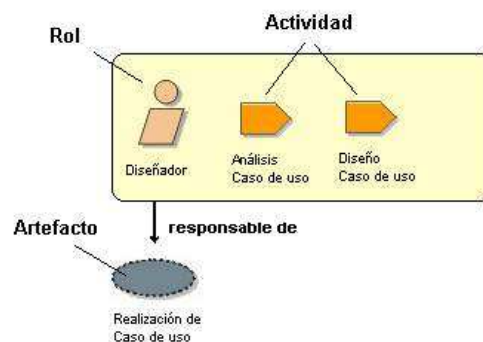 Actividad
Rol
Diseñador
Análisis
Caso de uso
Diseño
Caso de uso
responsable de
Artefacto
Realización de
Caso de uso